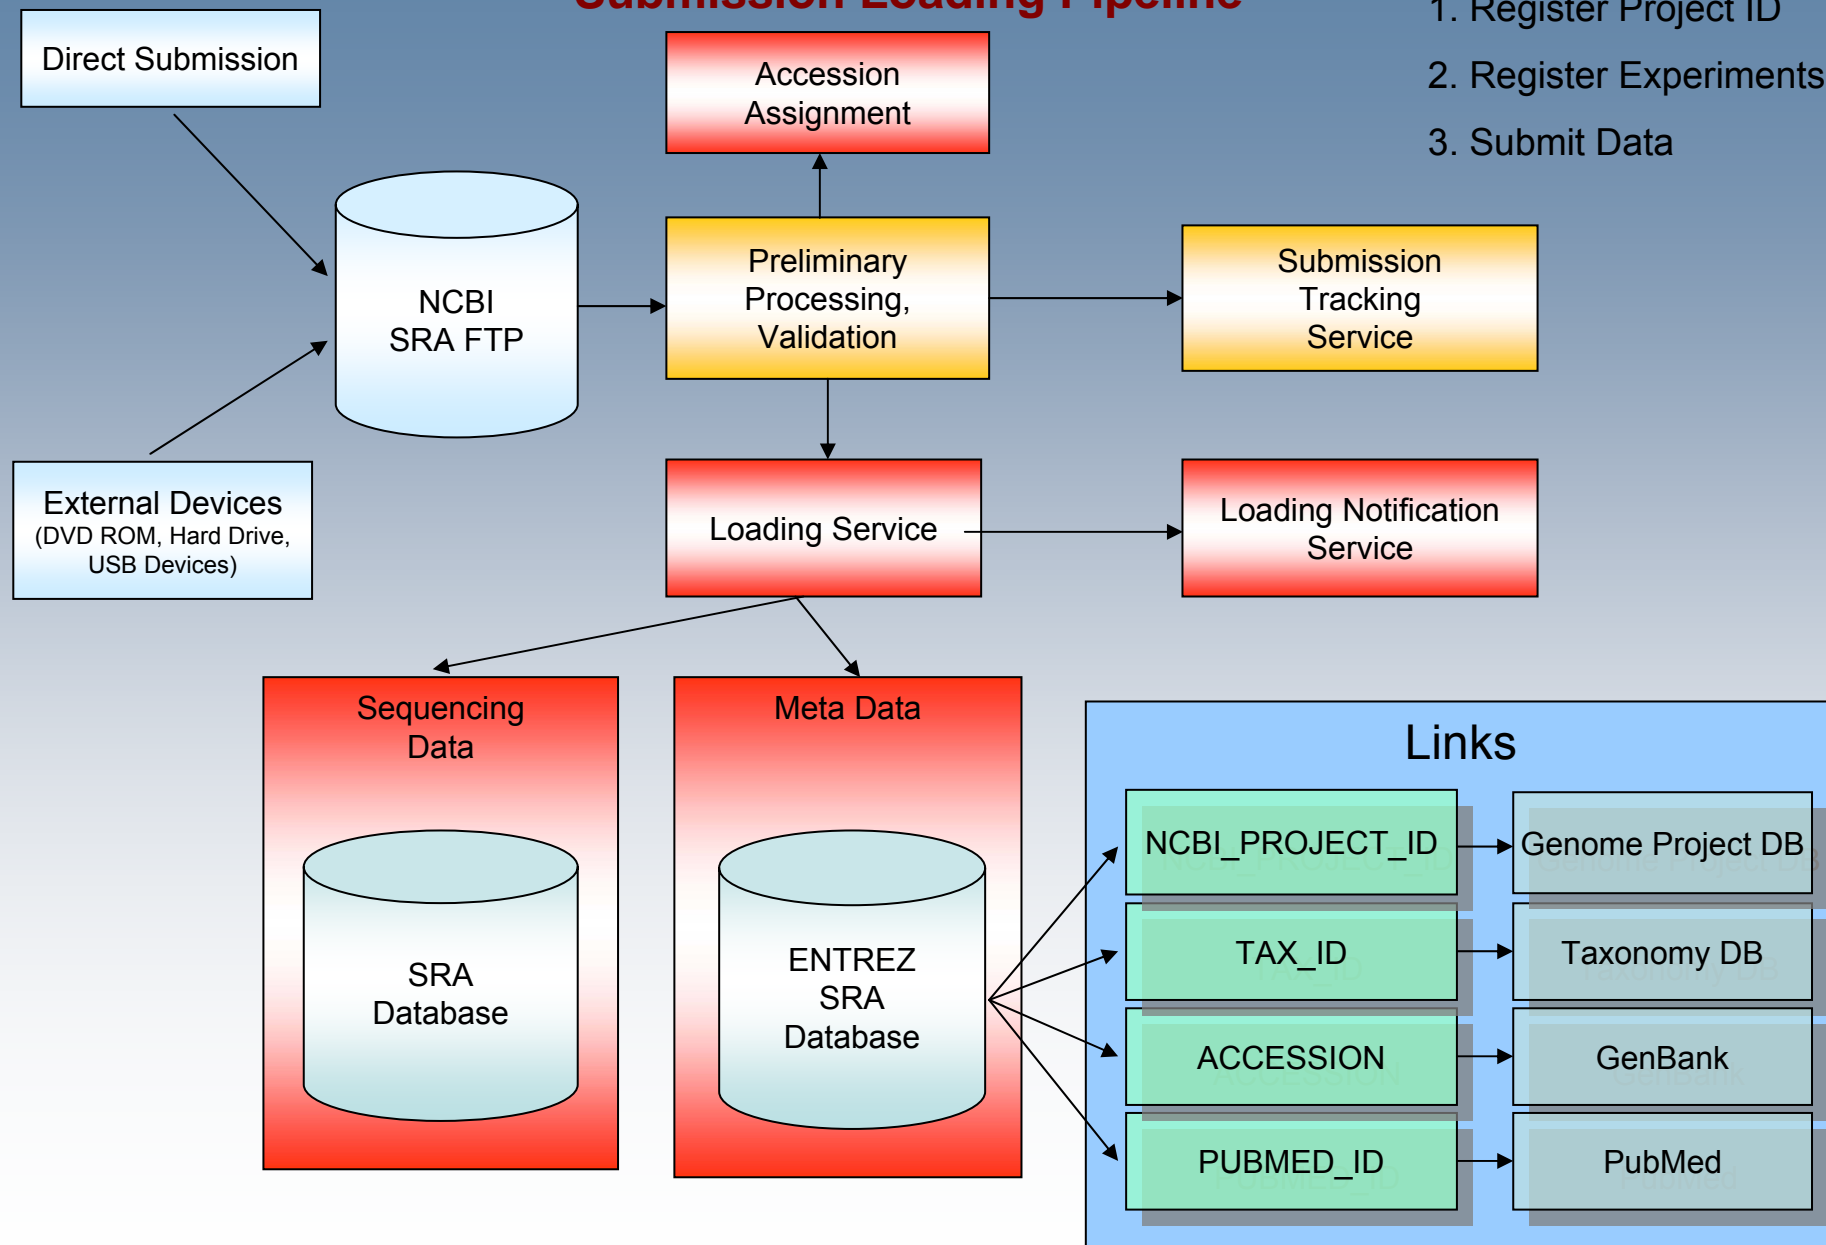 Submission Loading Pipeline
1. Register Project ID
2. Register Experiments
3. Submit Data
Direct Submission
Accession
Assignment
NCBI
SRA FTP
Preliminary
Processing,
Validation
Submission
Tracking
Service
External Devices
(DVD ROM, Hard Drive,
USB Devices)
Loading Service
Loading Notification
Service
Sequencing
Data
SRA
Database
Meta Data
ENTREZ
SRA
Database
Links
NCBI_PROJECT_ID
Genome Project DB
TAX_ID
Taxonomy DB
ACCESSION
GenBank
PUBMED_ID
PubMed